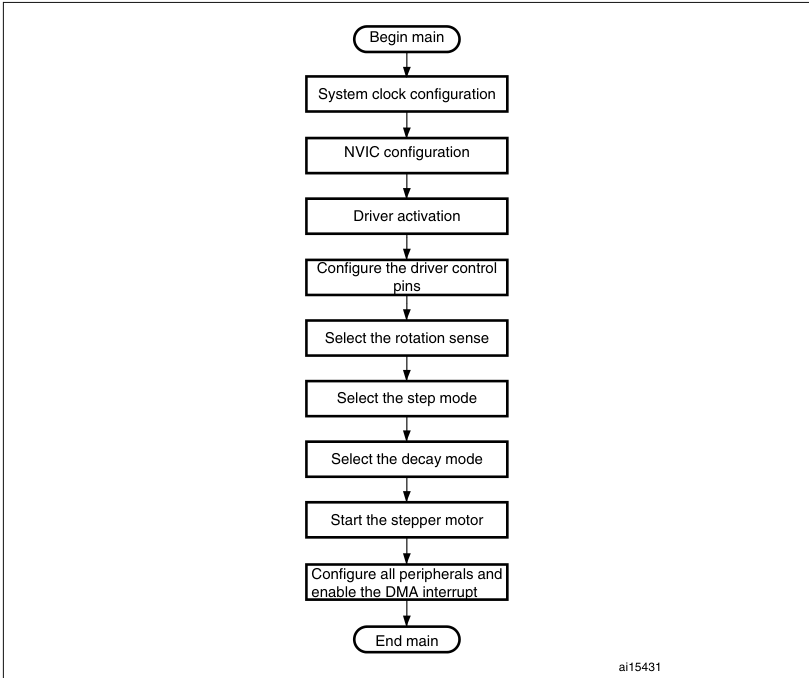 Begin main
System clock configuration
NVIC configuration
Driver activation
Configure the driver control
pins
Select the rotation sense
Select the step mode
Select the decay mode
Start the stepper motor
Configure all peripherals and
enable the DMA interrupt
End main
ai15431